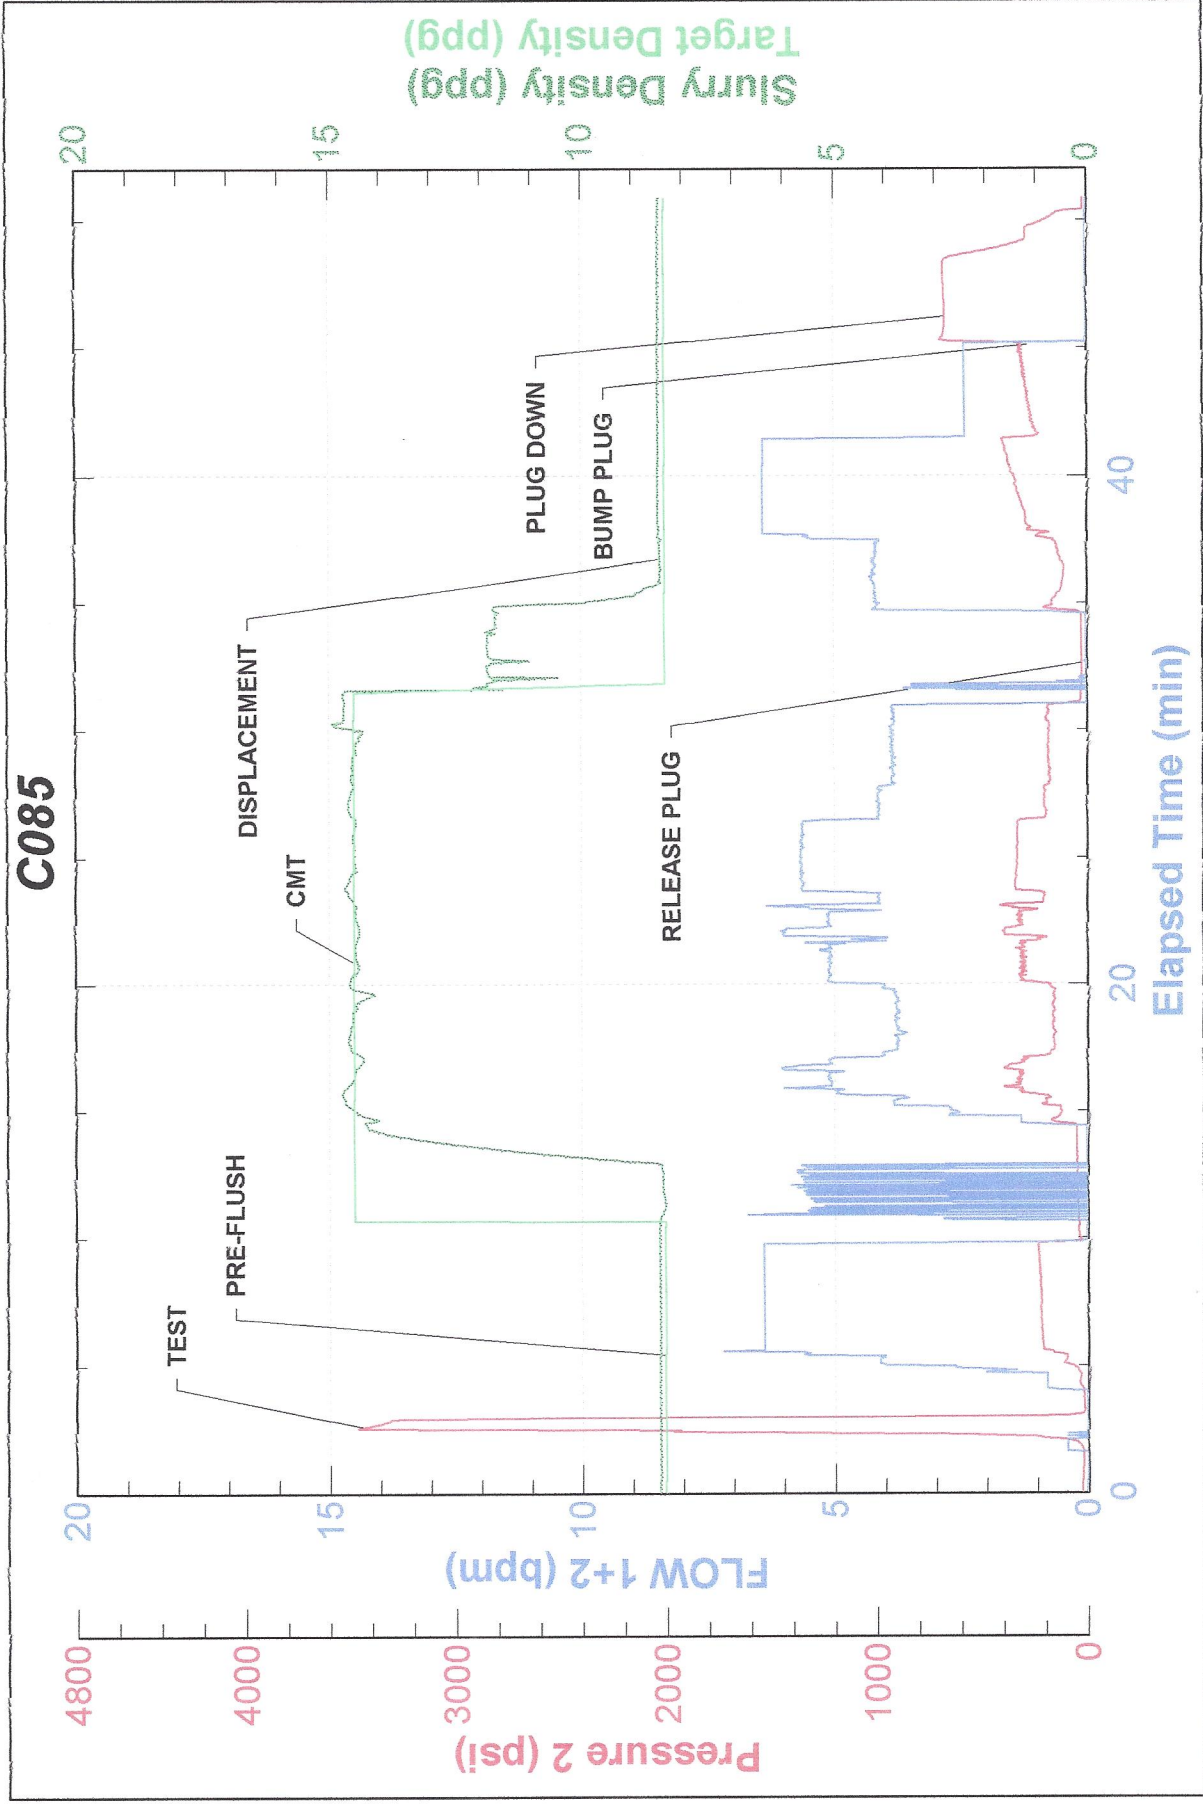 C085
TEST
PRE-FLUSH
CMT
DISPLACEMENT
RELEASE PLUG
BUMP PLUG
PLUG DOWN
4800
4000
3000
2000
1000
0
Pressure 2 (psi)
20
15
10
5
0
FLOW 1+2 (bpm)
0
20
40
Elapsed Time (min)
20
15
10
5
0
Slurry Density (ppg)
Target Density (ppg)